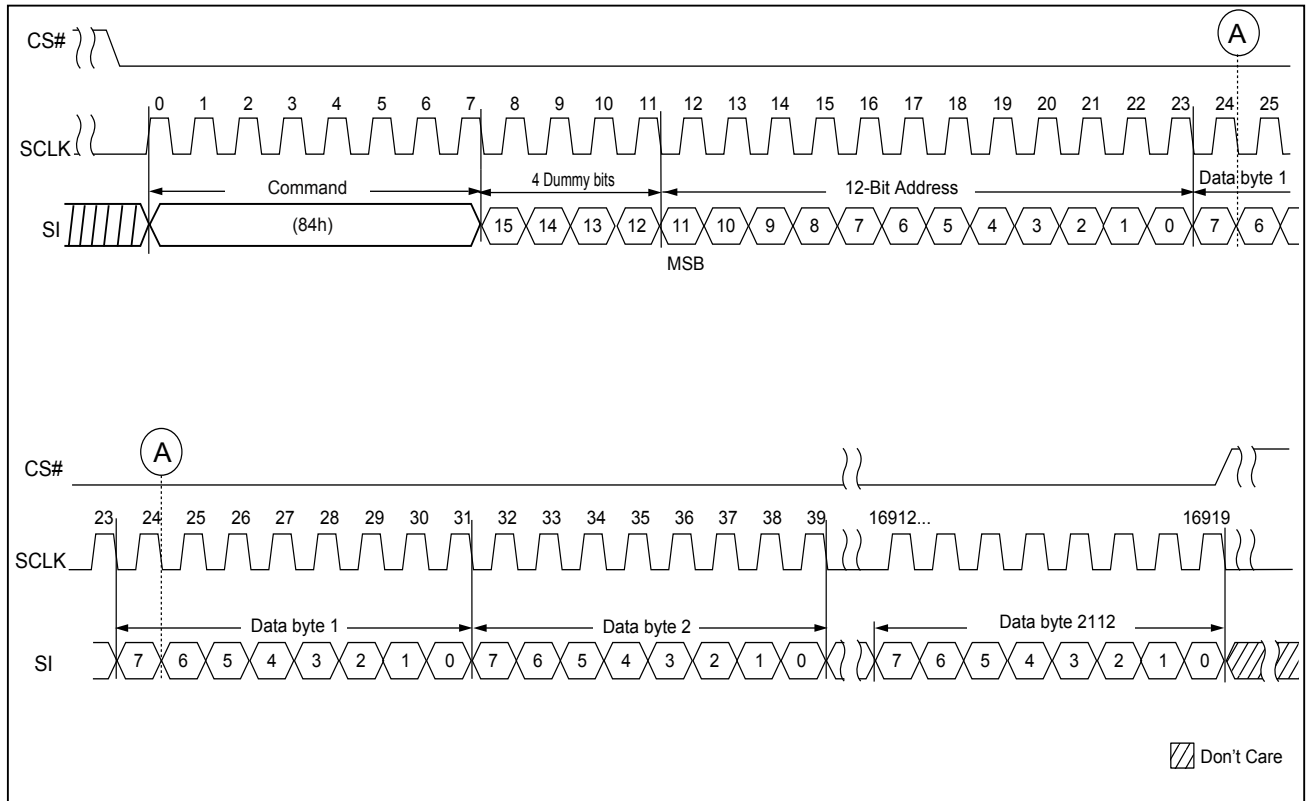 A
CS#
0 1 2 3 4 5 6 7 8 9 10 11 12 13 14 15 16 17 18 19 20 21 22 23 24 25
SCLK
Command 4 Dummy bits 12-Bit Address Data byte 1
SI (84h) 15 14 13 12 11 10 9 8 7 6 5 4 3 2 1 0 7 6
MSB
A
CS#
23 24 25 26 27 28 29 30 31 32 33 34 35 36 37 38 39 16912... 16919
SCLK
Data byte 1 Data byte 2 Data byte 2112
SI 7 6 5 4 3 2 1 0 7 6 5 4 3 2 1 0 7 6 5 4 3 2 1 0
Don't Care